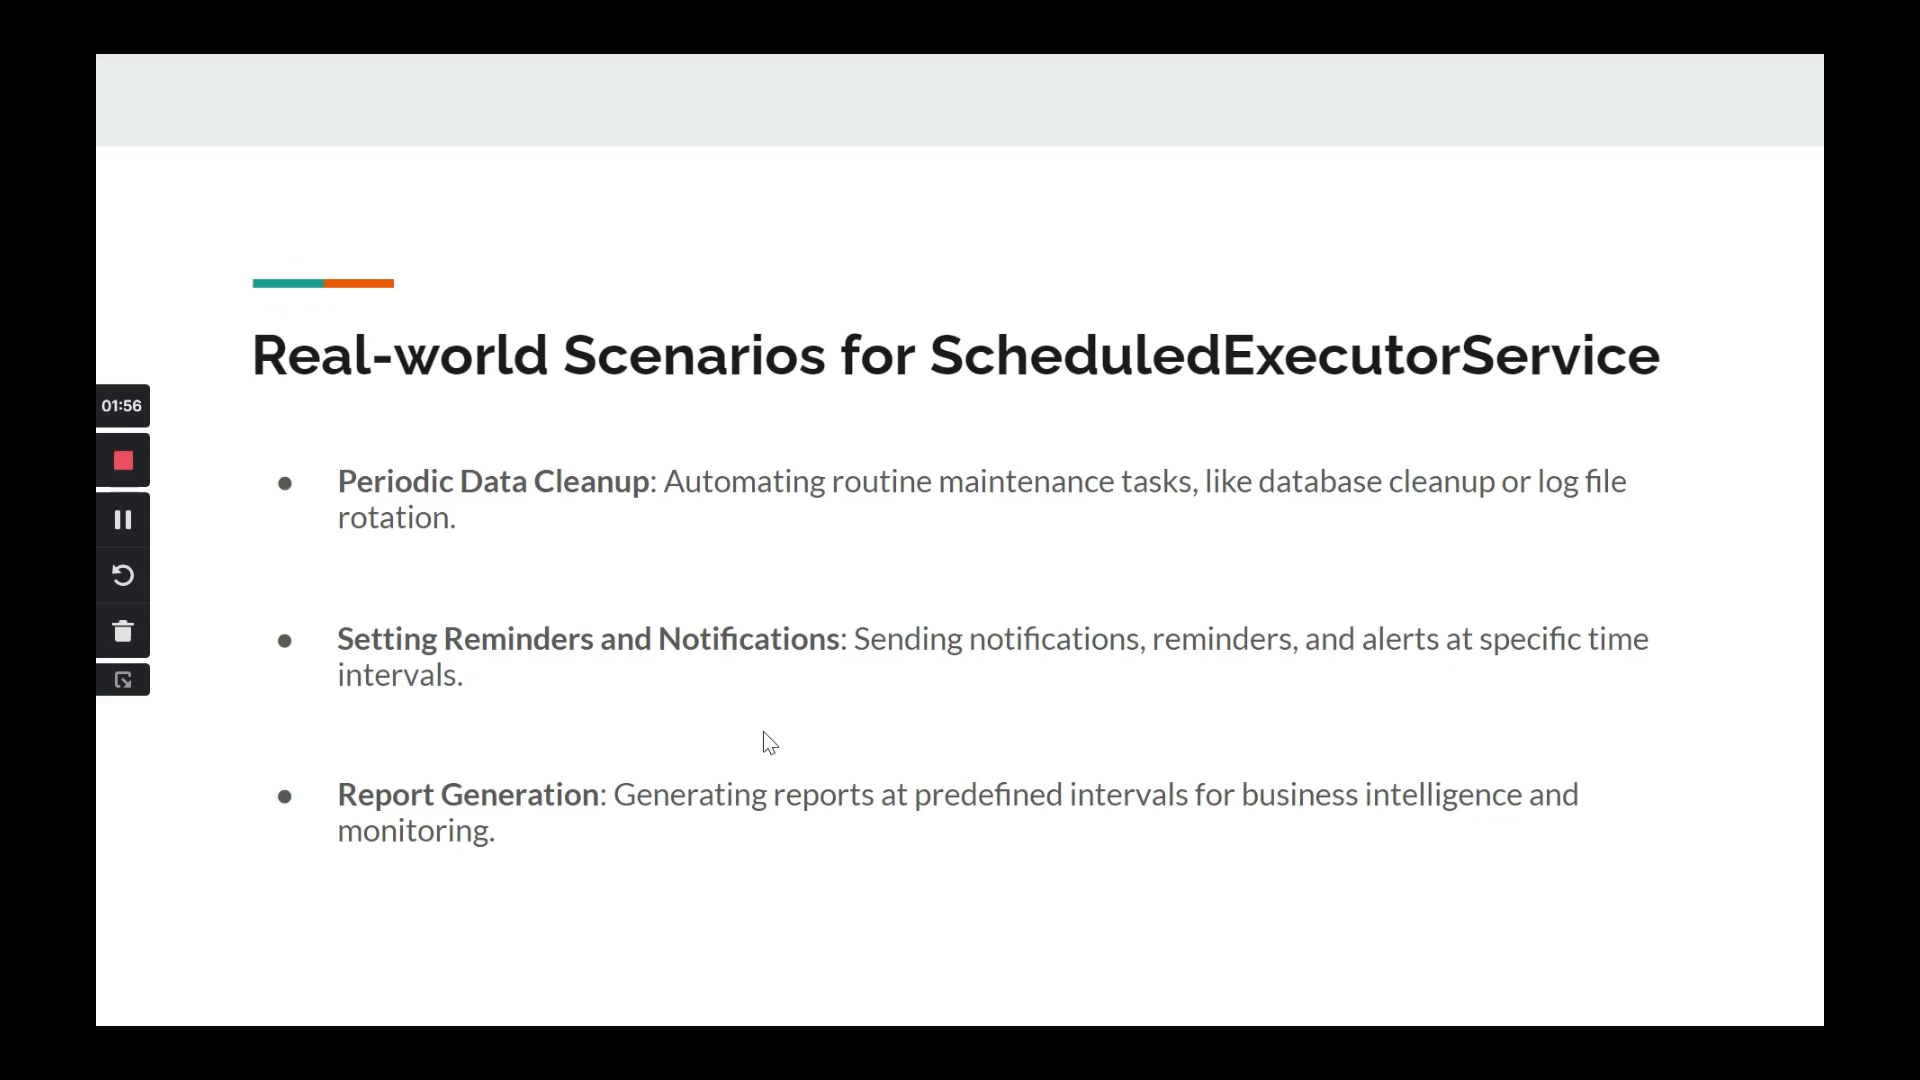 Real-world Scenarios for ScheduledExecutorService
01:56
● Periodic Data Cleanup: Automating routine maintenance tasks, like database cleanup or log file
rotation.
● Setting Reminders and Notifications: Sending notifications, reminders, and alerts at specific time
intervals.
● Report Generation: Generating reports at predefined intervals for business intelligence and
monitoring.